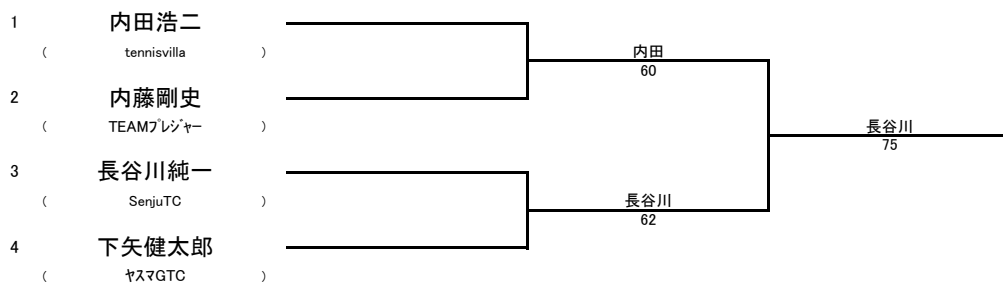 1 内田浩二
( tennisvilla )
内田
60
2 内藤剛史
( TEAMﾌﾟﾚｼﾞｬｰ )
長谷川
75
3 長谷川純一
( SenjuTC )
長谷川
62
4 下矢健太郎
( ﾔｽﾏGTC )